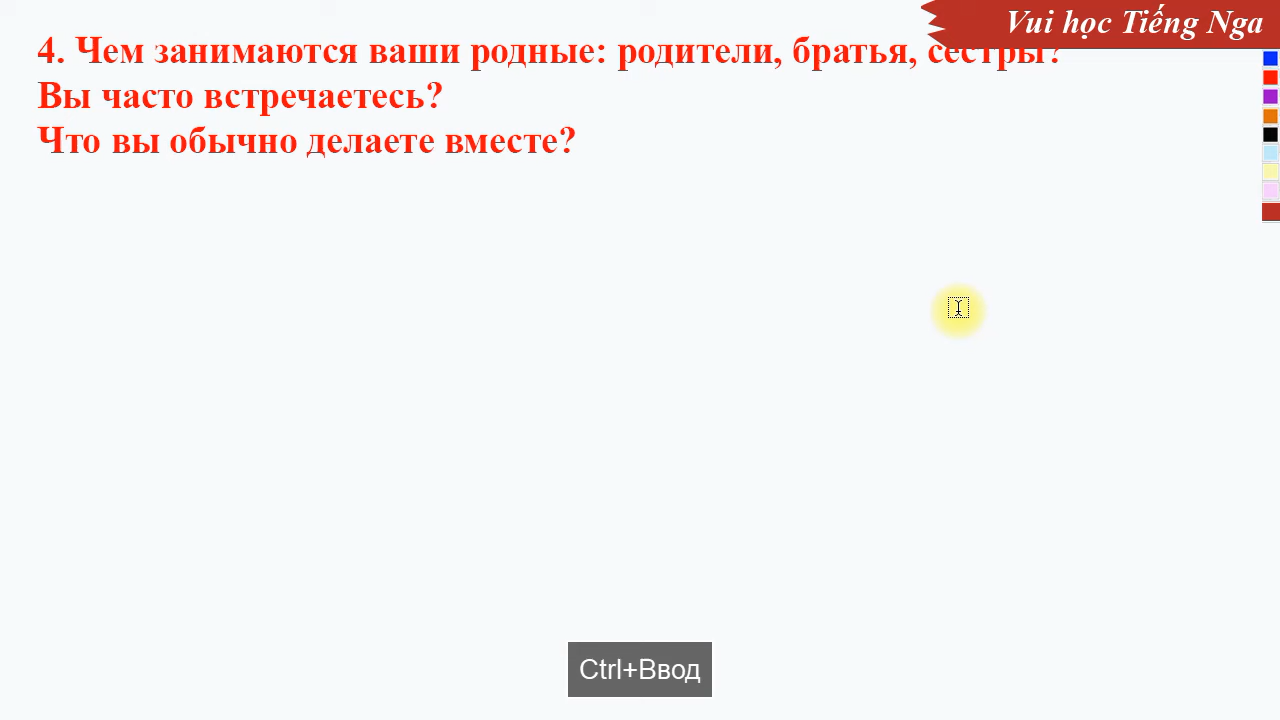 Vui học Tiếng Nga
4. Чем занимаются ваши родные: родители, братья, сестры?
Вы часто встречаетесь?
Что вы обычно делаете вместе?
Ctrl+Ввод